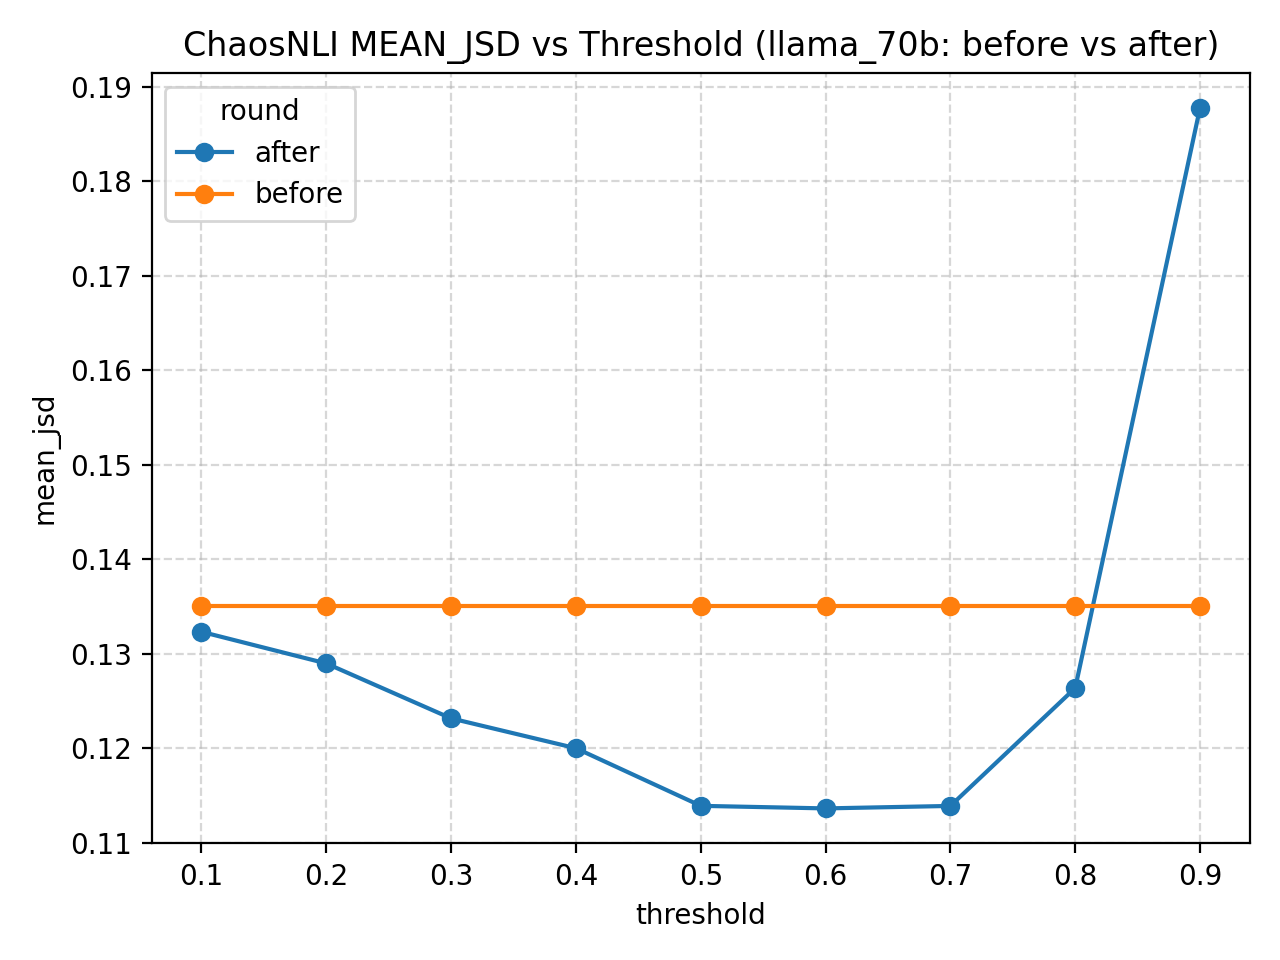 ChaosNLI MEAN_JSD vs Threshold (llama_70b: before vs after)
round
after
before
mean_jsd
0.19
0.18
0.17
0.16
0.15
0.14
0.13
0.12
0.11
0.1 0.2 0.3 0.4 0.5 0.6 0.7 0.8 0.9
threshold